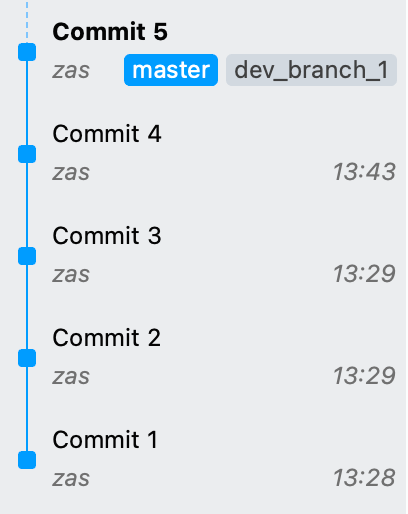 Commit 5
zas master dev_branch_1
Commit 4
zas 13:43
Commit 3
zas 13:29
Commit 2
zas 13:29
Commit 1
zas 13:28